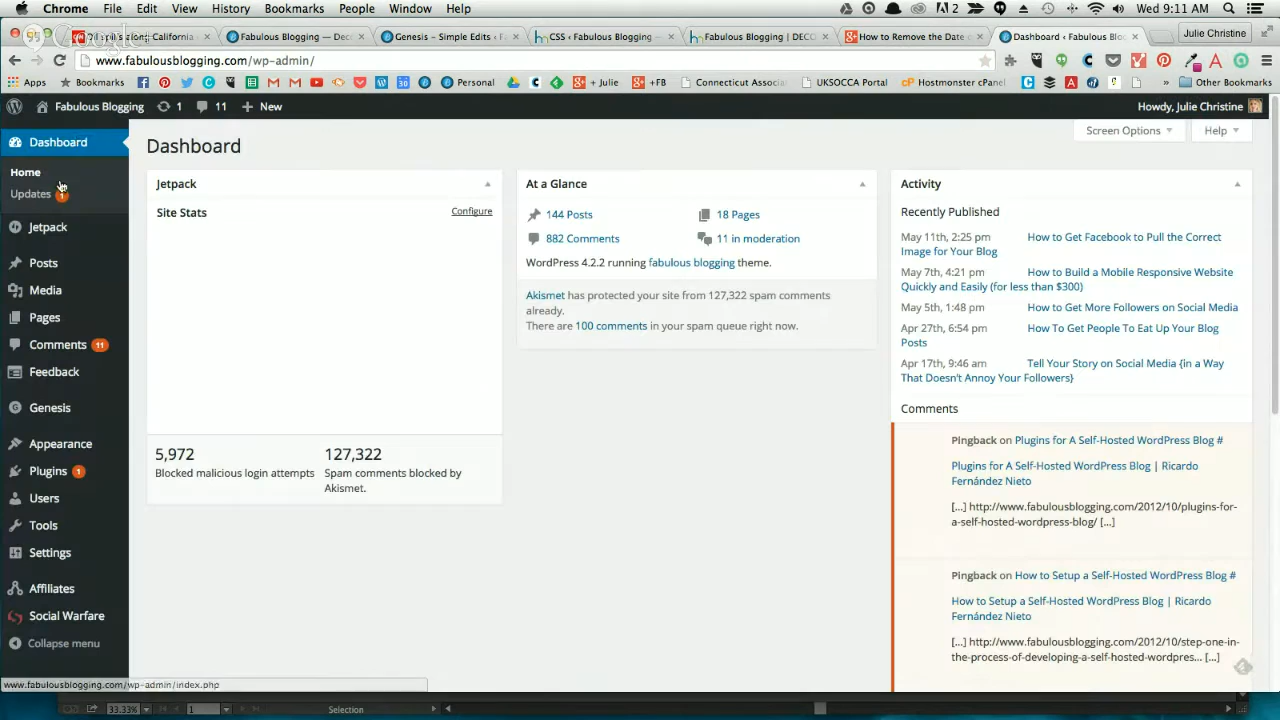 Chrome File Edit View History Bookmarks People Window Help 2 Wed 9:11 AM
Google+
California Fabulous Blogging — Dec Genesis – Simple Edits ‹ F CSS ‹ Fabulous Blogging — Fabulous Blogging | DECO How to Remove the Date o Dashboard ‹ Fabulous Blo Julie Christine
www.fabulousblogging.com/wp-admin/
Apps Bookmarks 30 Personal + Julie +FB Connecticut Associa UKSOCCA Portal Hostmonster cPanel » Other Bookmarks
Fabulous Blogging 1 11 + New Howdy, Julie Christine
Screen Options Help
Dashboard
Home
Updates 1
Jetpack
Posts
Media
Pages
Comments 11
Feedback
Genesis
Appearance
Plugins 1
Users
Tools
Settings
Affiliates
Social Warfare
Collapse menu
Dashboard
Jetpack
Site Stats Configure
5,972
Blocked malicious login attempts
127,322
Spam comments blocked by
Akismet.
At a Glance
144 Posts 18 Pages
882 Comments 11 in moderation
WordPress 4.2.2 running fabulous blogging theme.
Akismet has protected your site from 127,322 spam comments
already.
There are 100 comments in your spam queue right now.
Activity
Recently Published
May 11th, 2:25 pm How to Get Facebook to Pull the Correct
Image for Your Blog
May 7th, 4:21 pm How to Build a Mobile Responsive Website
Quickly and Easily (for less than $300)
May 5th, 1:48 pm How to Get More Followers on Social Media
Apr 27th, 6:54 pm How To Get People To Eat Up Your Blog
Posts
Apr 17th, 9:46 am Tell Your Story on Social Media {in a Way
That Doesn't Annoy Your Followers}
Comments
Pingback on Plugins for A Self-Hosted WordPress Blog #
Plugins for A Self-Hosted WordPress Blog | Ricardo
Fernández Nieto
[...] http://www.fabulousblogging.com/2012/10/plugins-for-
a-self-hosted-wordpress-blog/ [...]
Pingback on How to Setup a Self-Hosted WordPress Blog #
How to Setup a Self-Hosted WordPress Blog | Ricardo
Fernández Nieto
[...] http://www.fabulousblogging.com/2012/10/step-one-in-
the-process-of-developing-a-self-hosted-wordpres... [...]
www.fabulousblogging.com/wp-admin/index.php
33.33% 1 Selection